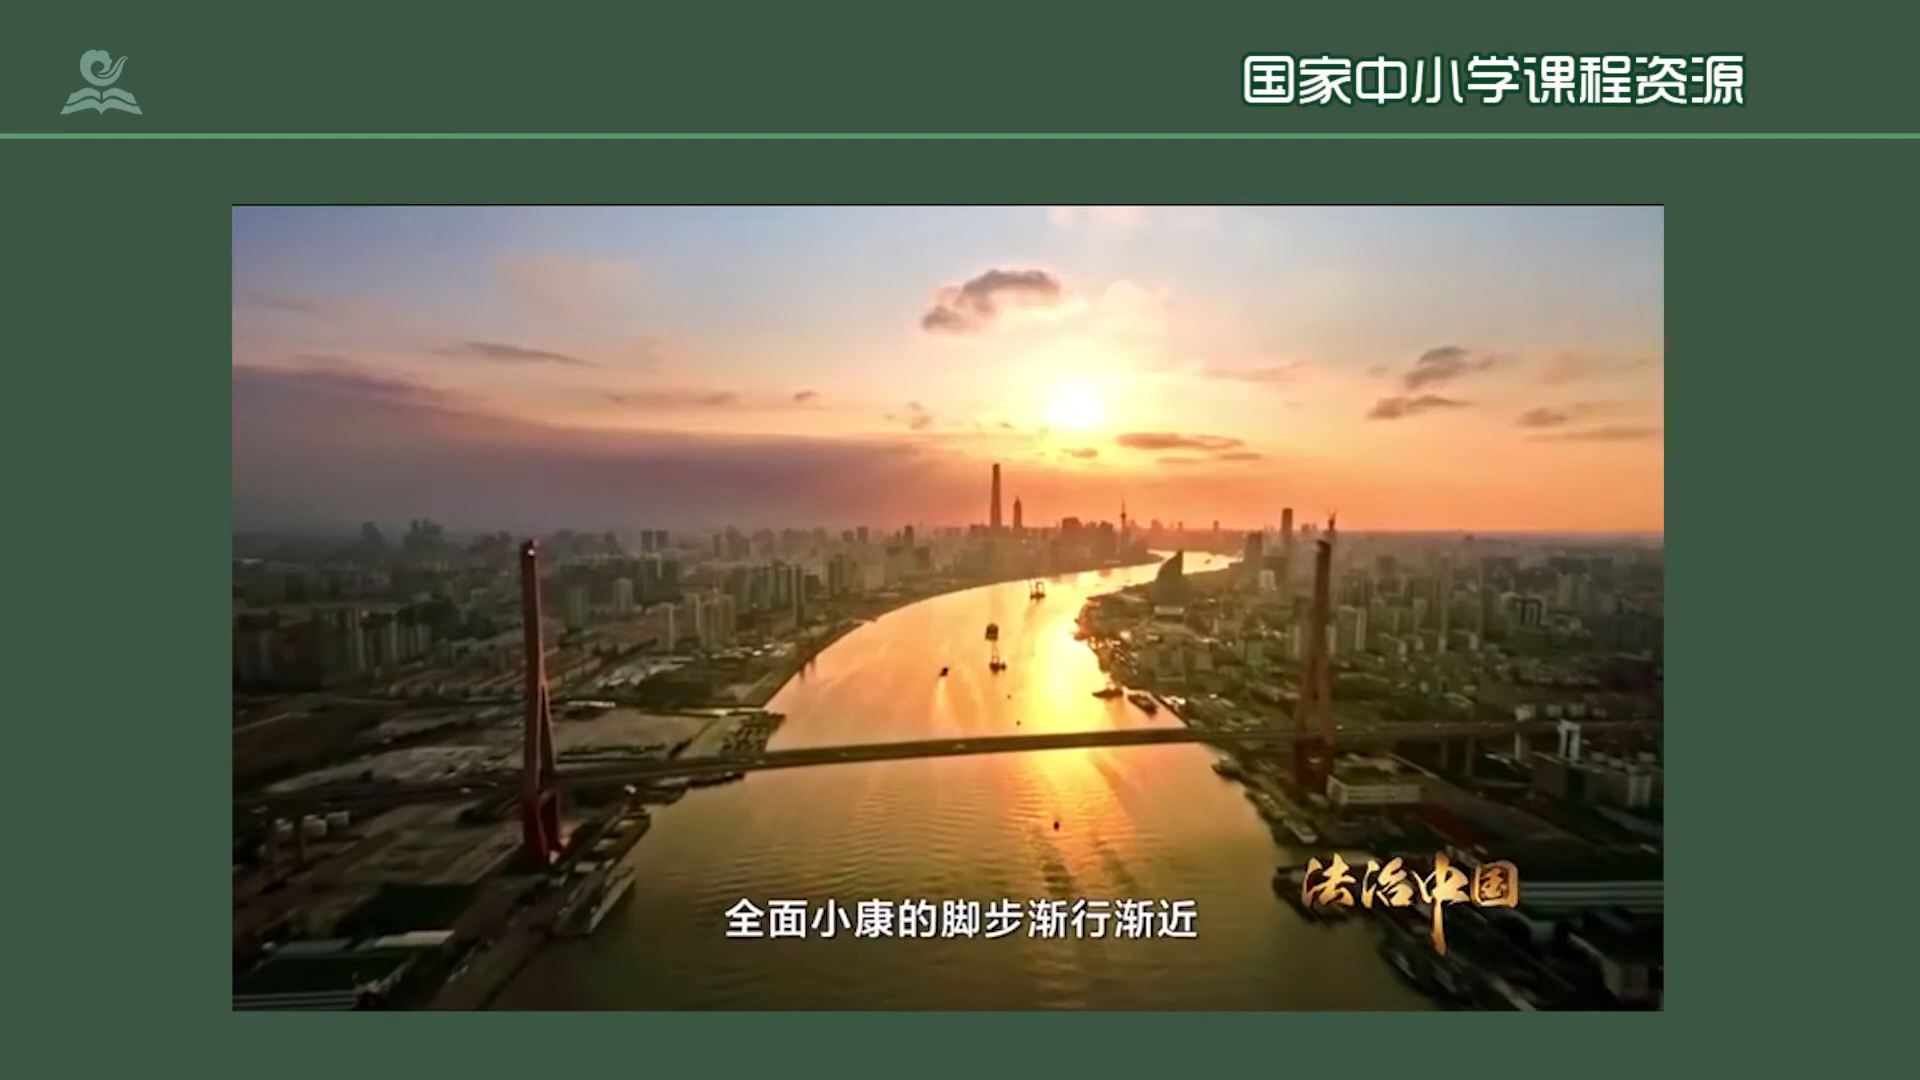 国家中小学课程资源
法治中国
全面小康的脚步渐行渐近